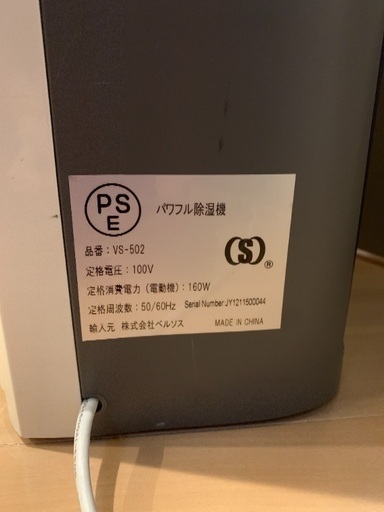 PS
E
パワフル除湿機
品番：VS-502
(S)®
定格電圧：100V
定格消費電力（電動機）：160W
定格周波数：50/60Hz Serial Number JY1211500044
輸入元 株式会社ベルソス MADE IN CHINA